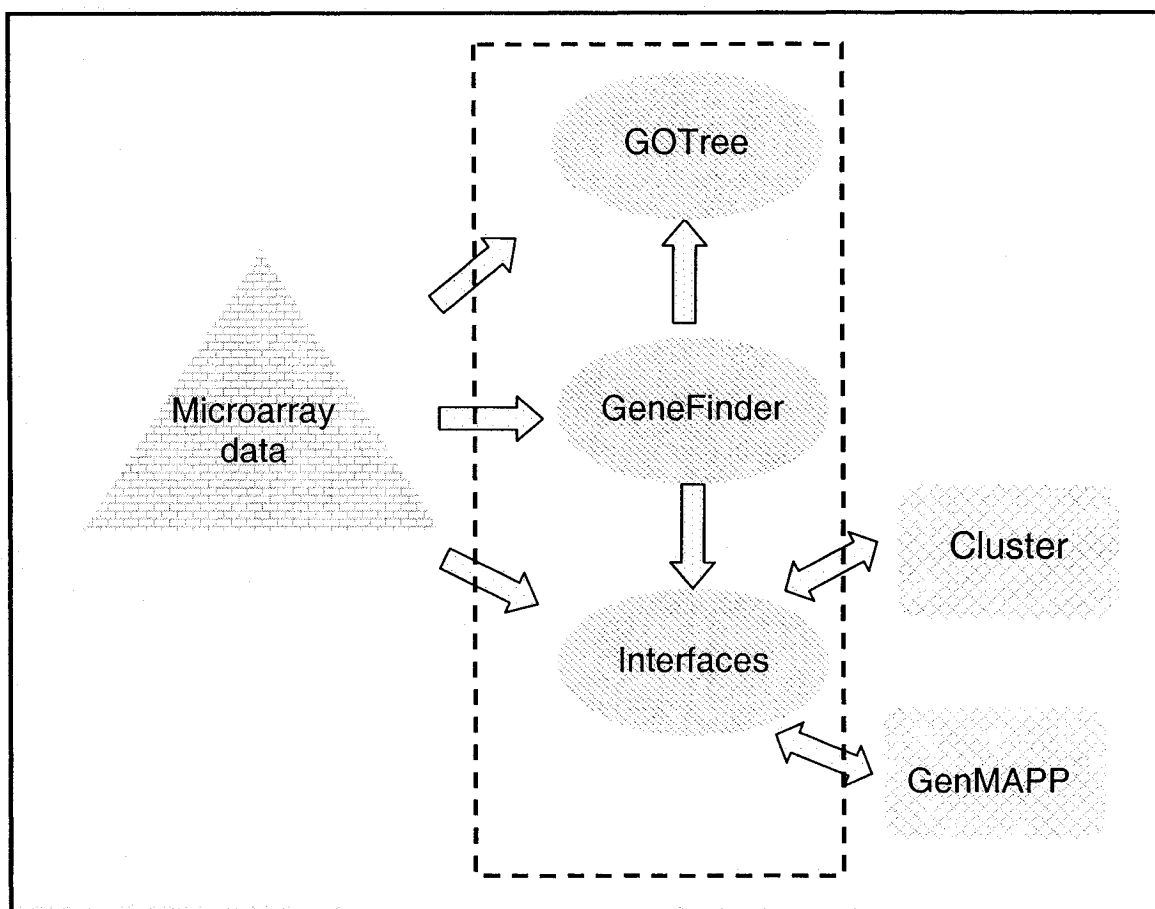 GOTree
Microarray
data
GeneFinder
Cluster
Interfaces
GenMAPP